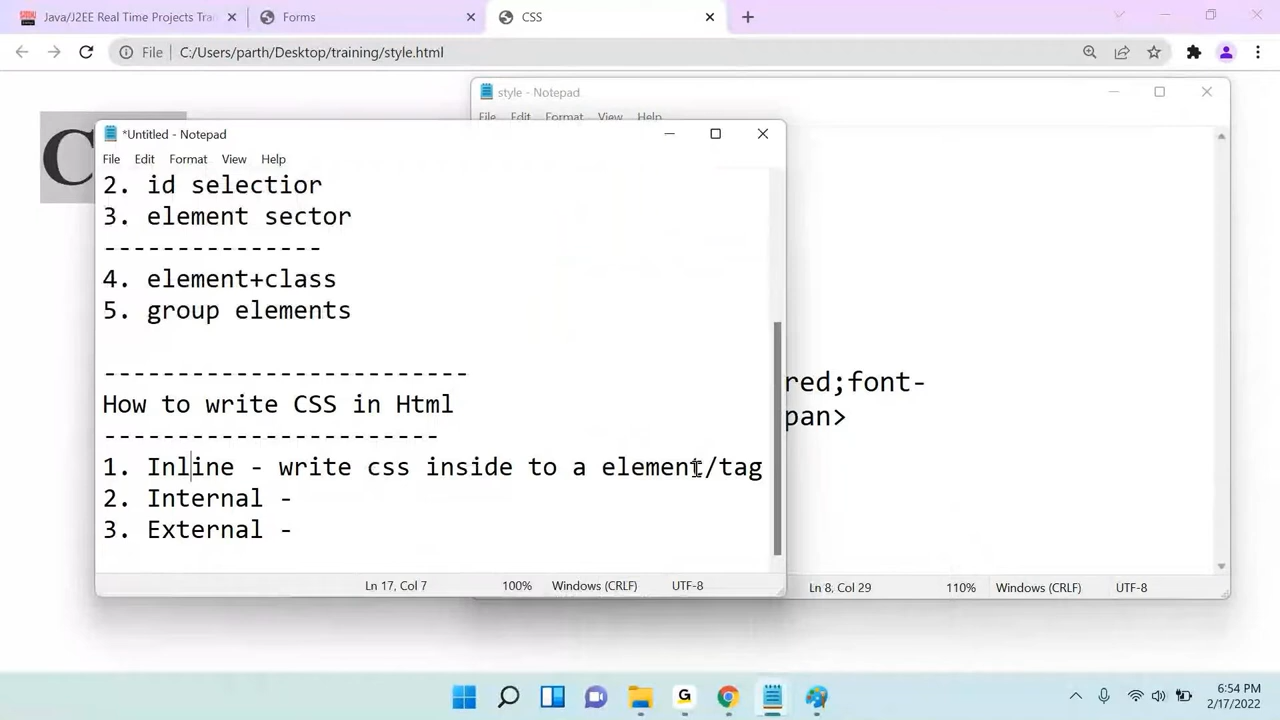 Java/J2EE Real Time Projects Trai
Forms
CSS
File
C:/Users/parth/Desktop/training/style.html
style - Notepad
File Edit Format View Help
C
*Untitled - Notepad
File Edit Format View Help
2. id selectior
3. element sector
---------------
4. element+class
5. group elements
-------------------------
How to write CSS in Html
-----------------------
1. Inline - write css inside to a element/tag
2. Internal -
3. External -
red;font-
pan>
Ln 17, Col 7 100% Windows (CRLF) UTF-8
Ln 8, Col 29 110% Windows (CRLF) UTF-8
G
6:54 PM
2/17/2022